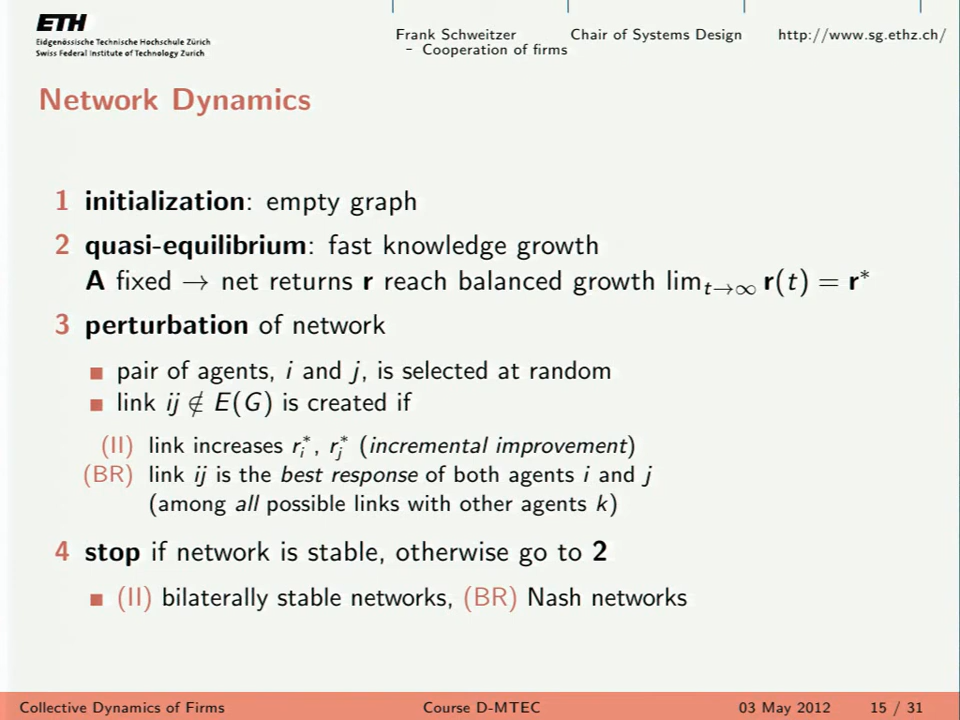 ETH
Eidgenössische Technische Hochschule Zürich
Swiss Federal Institute of Technology Zurich
Frank Schweitzer
– Cooperation of firms
Chair of Systems Design
http://www.sg.ethz.ch/
Network Dynamics
1 initialization: empty graph
2 quasi-equilibrium: fast knowledge growth
A fixed → net returns r reach balanced growth lim_{t→∞} r(t) = r*
3 perturbation of network
■ pair of agents, i and j, is selected at random
■ link ij ∉ E(G) is created if
(II) link increases r_i^*, r_j^* (incremental improvement)
(BR) link ij is the best response of both agents i and j
(among all possible links with other agents k)
4 stop if network is stable, otherwise go to 2
■ (II) bilaterally stable networks, (BR) Nash networks
Collective Dynamics of Firms
Course D-MTEC
03 May 2012
15 / 31